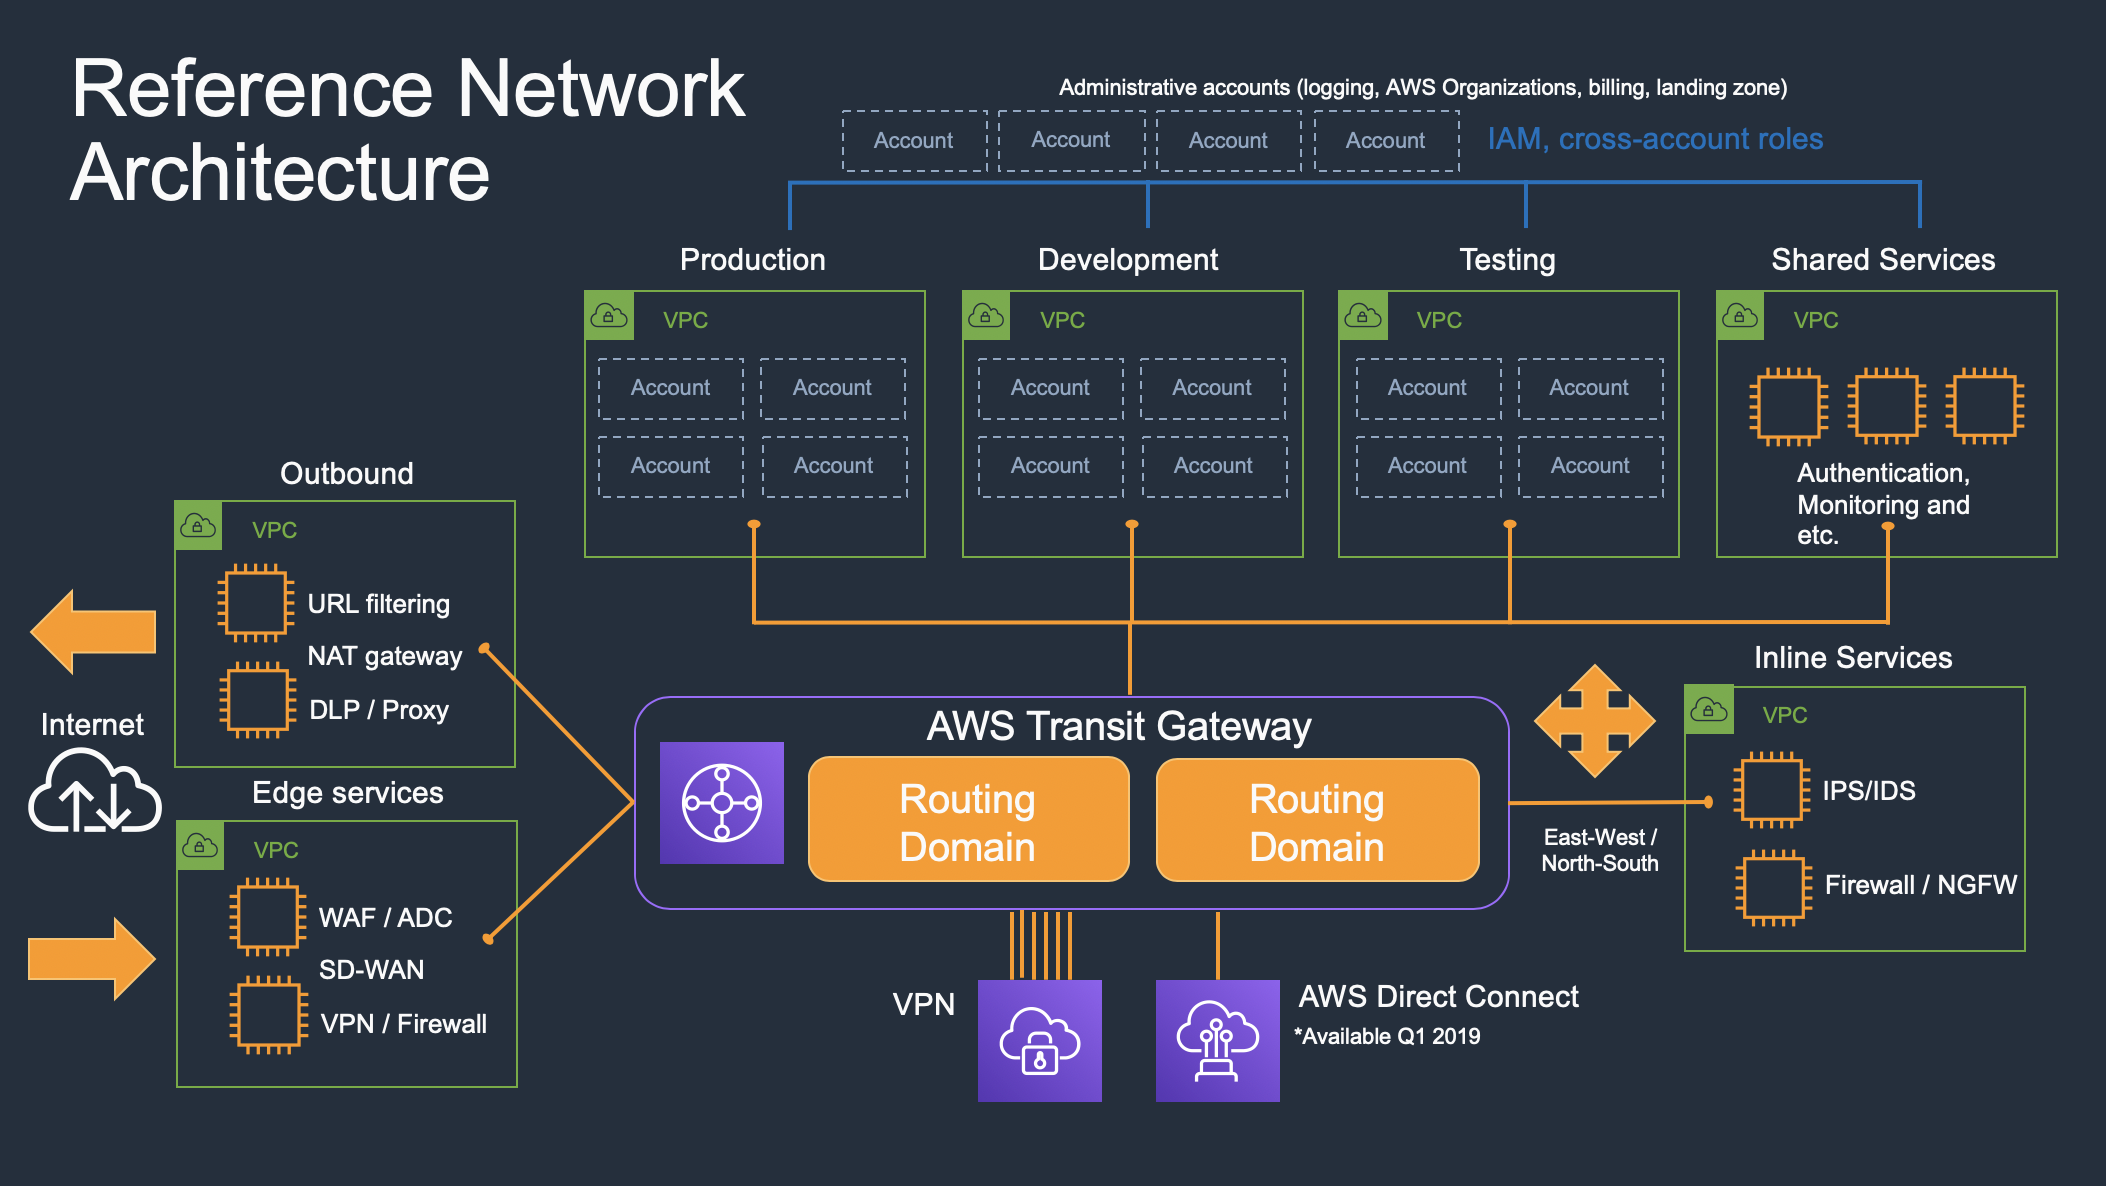 Reference Network
Architecture
Administrative accounts (logging, AWS Organizations, billing, landing zone)
Account Account Account Account IAM, cross-account roles
Production Development Testing Shared Services
VPC VPC VPC VPC
Account Account Account Account Account Account
Account Account Account Account Account Account
Authentication,
Monitoring and
etc.
Outbound
VPC
URL filtering
NAT gateway
DLP / Proxy
Internet
Edge services
VPC
WAF / ADC
SD-WAN
VPN / Firewall
AWS Transit Gateway
Routing
Domain
Routing
Domain
East-West /
North-South
Inline Services
VPC
IPS/IDS
Firewall / NGFW
VPN
AWS Direct Connect
*Available Q1 2019